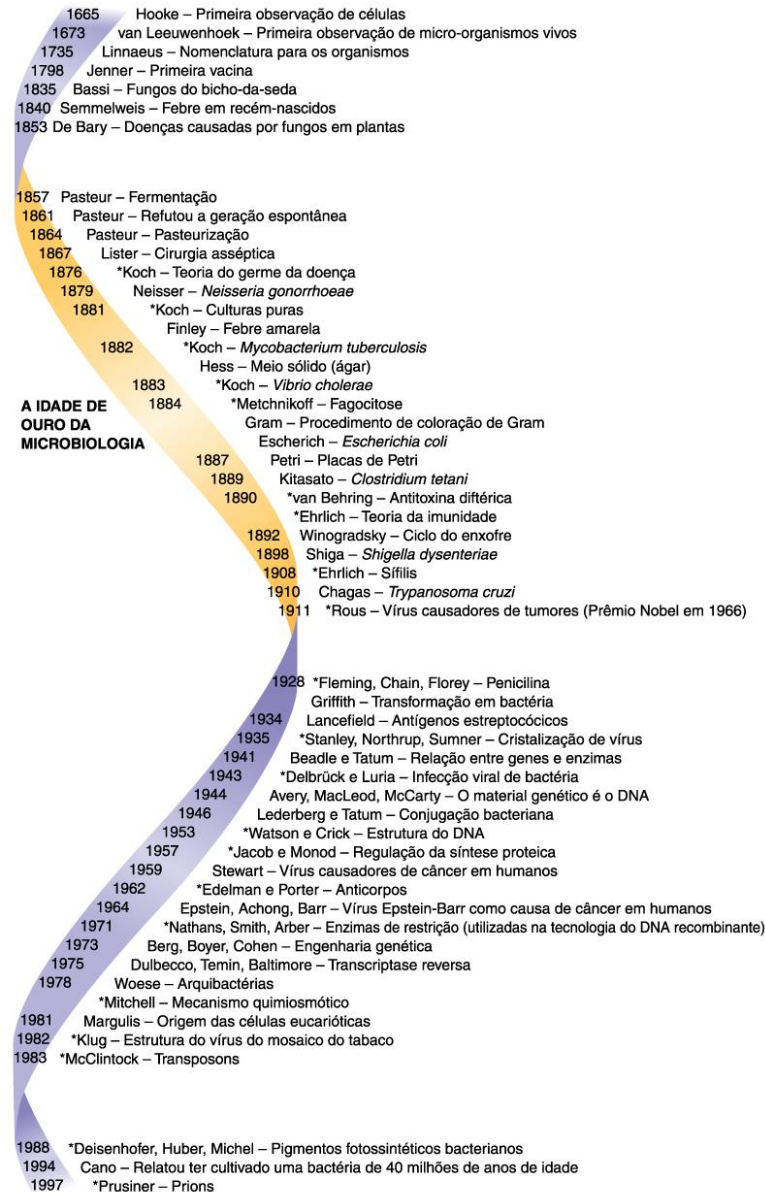 1665 Hooke – Primeira observação de células
1673 van Leeuwenhoek – Primeira observação de micro-organismos vivos
1735 Linnaeus – Nomenclatura para os organismos
1798 Jenner – Primeira vacina
1835 Bassi – Fungos do bicho-da-seda
1840 Semmelweis – Febre em recém-nascidos
1853 De Bary – Doenças causadas por fungos em plantas
1857 Pasteur – Fermentação
1861 Pasteur – Refutou a geração espontânea
1864 Pasteur – Pasteurização
1867 Lister – Cirurgia asséptica
1876 *Koch – Teoria do germe da doença
1879 Neisser – Neisseria gonorrhoeae
1881 *Koch – Culturas puras
Finley – Febre amarela
1882 *Koch – Mycobacterium tuberculosis
Hess – Meio sólido (ágar)
1883 *Koch – Vibrio cholerae
A IDADE DE
OURO DA
MICROBIOLOGIA
1884 *Metchnikoff – Fagocitose
Gram – Procedimento de coloração de Gram
Escherich – Escherichia coli
1887 Petri – Placas de Petri
1889 Kitasato – Clostridium tetani
1890 *van Behring – Antitoxina diftérica
*Ehrlich – Teoria da imunidade
1892 Winogradsky – Ciclo do enxofre
1898 Shiga – Shigella dysenteriae
1908 *Ehrlich – Sífilis
1910 Chagas – Trypanosoma cruzi
1911 *Rous – Vírus causadores de tumores (Prêmio Nobel em 1966)
1928 *Fleming, Chain, Florey – Penicilina
Griffith – Transformação em bactéria
1934 Lancefield – Antígenos estreptocócicos
1935 *Stanley, Northrup, Sumner – Cristalização de vírus
1941 Beadle e Tatum – Relação entre genes e enzimas
1943 *Delbrück e Luria – Infecção viral de bactéria
1944 Avery, MacLeod, McCarty – O material genético é o DNA
1946 Lederberg e Tatum – Conjugação bacteriana
1953 *Watson e Crick – Estrutura do DNA
1957 *Jacob e Monod – Regulação da síntese proteica
1959 Stewart – Vírus causadores de câncer em humanos
1962 *Edelman e Porter – Anticorpos
1964 Epstein, Achong, Barr – Vírus Epstein-Barr como causa de câncer em humanos
1971 *Nathans, Smith, Arber – Enzimas de restrição (utilizadas na tecnologia do DNA recombinante)
1973 Berg, Boyer, Cohen – Engenharia genética
1975 Dulbecco, Temin, Baltimore – Transcriptase reversa
1978 Woese – Arquibactérias
*Mitchell – Mecanismo quimiosmótico
1981 Margulis – Origem das células eucarióticas
1982 *Klug – Estrutura do vírus do mosaico do tabaco
1983 *McClintock – Transposons
1988 *Deisenhofer, Huber, Michel – Pigmentos fotossintéticos bacterianos
1994 Cano – Relatou ter cultivado uma bactéria de 40 milhões de anos de idade
1997 *Prusiner – Prions